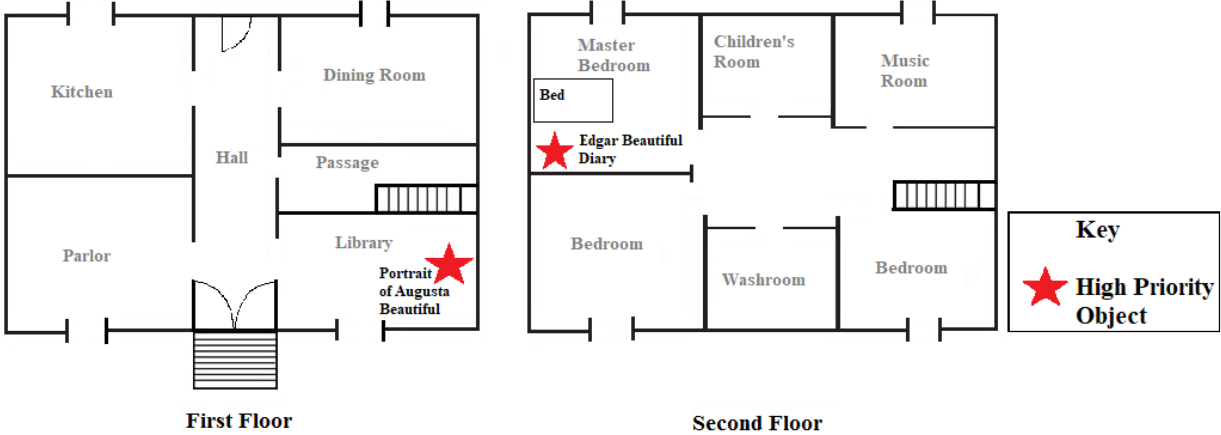 Kitchen
Hall
Dining Room
Passage
Parlor
Library
Portrait
of Augusta
Beautiful
First Floor
Master
Bedroom
Children's
Room
Music
Room
Bed
Edgar Beautiful
Diary
Bedroom
Washroom
Bedroom
Second Floor
Key
High Priority
Object